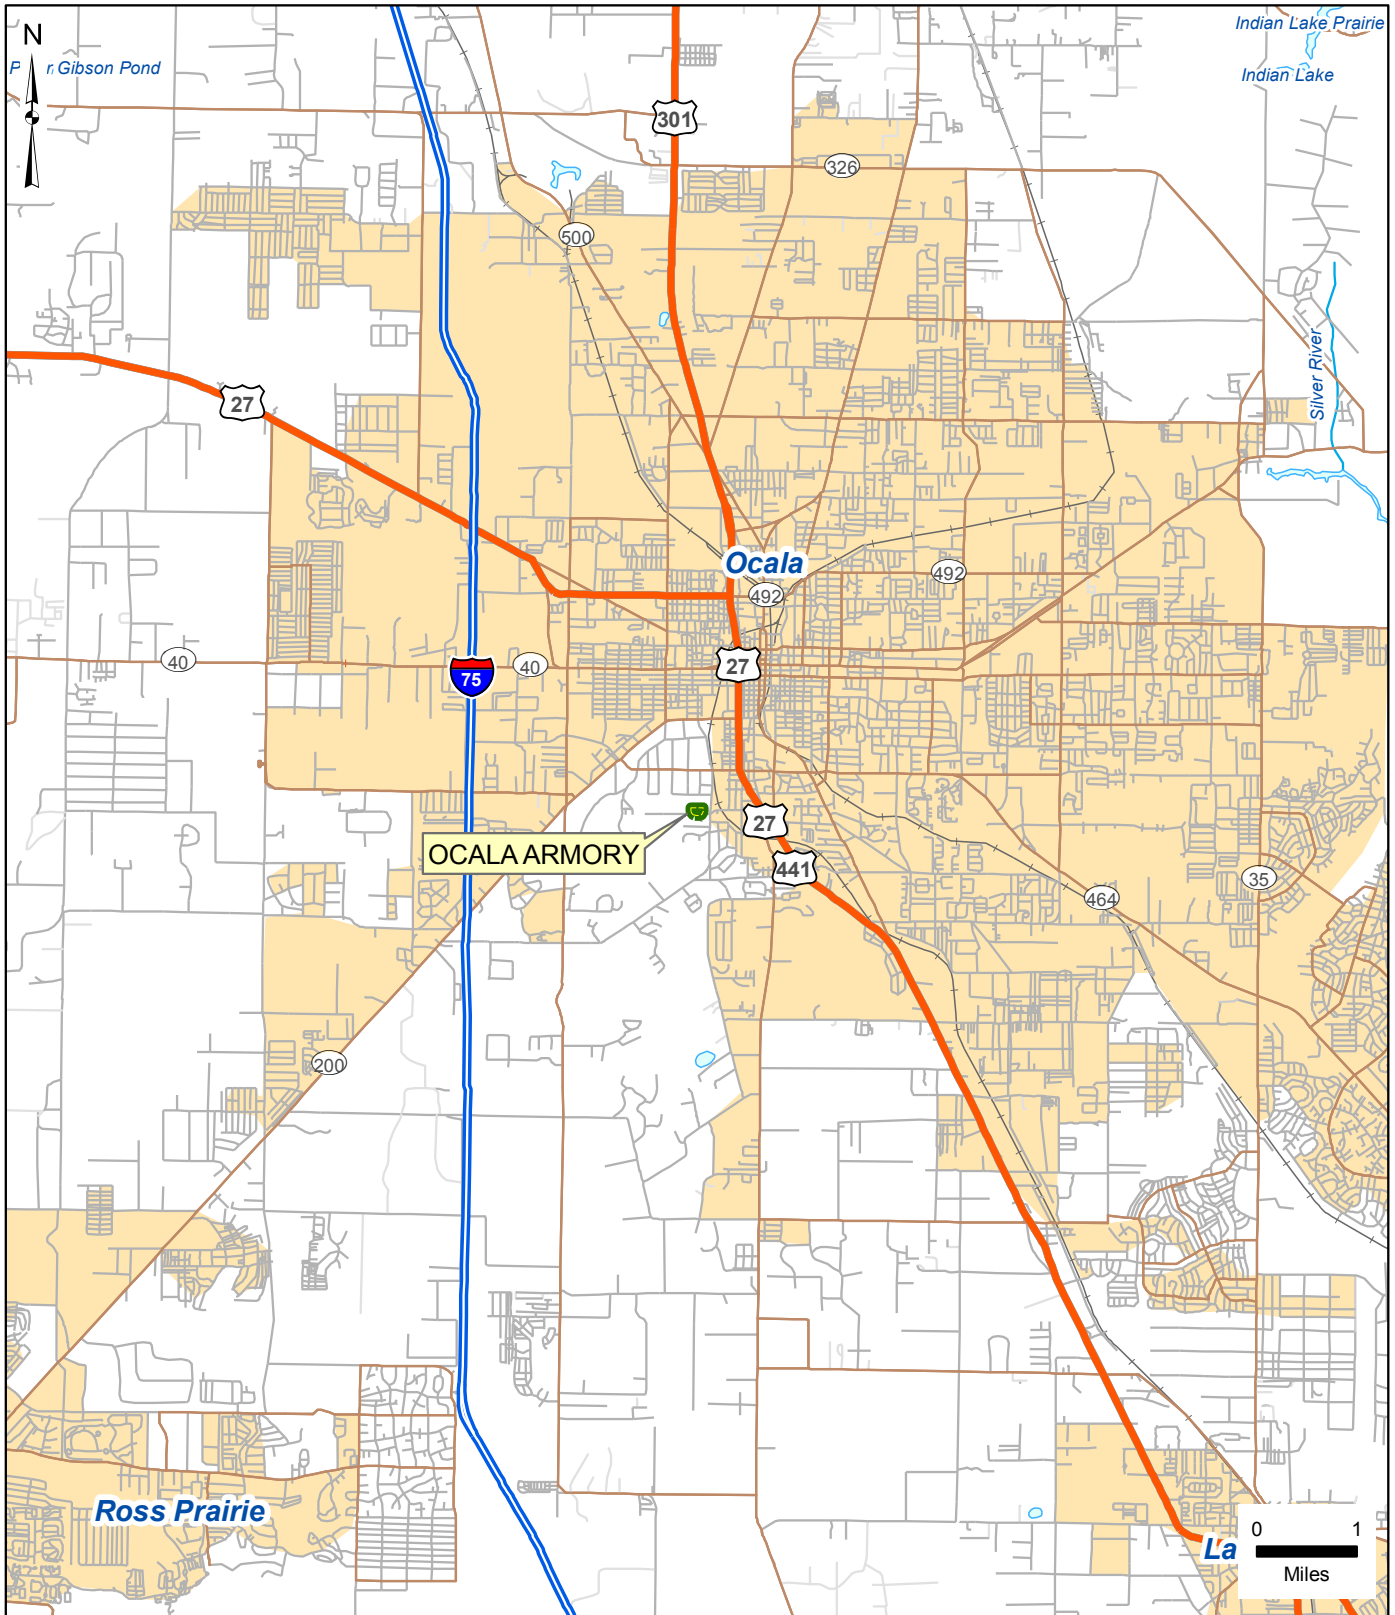 N
Indian Lake Prairie
Gibson Pond
Indian Lake
301
326
500
Silver River
27
Ocala
492
492
40
40
27
75
27
OCALA ARMORY
441
35
464
200
Ross Prairie
La
0 1
Miles